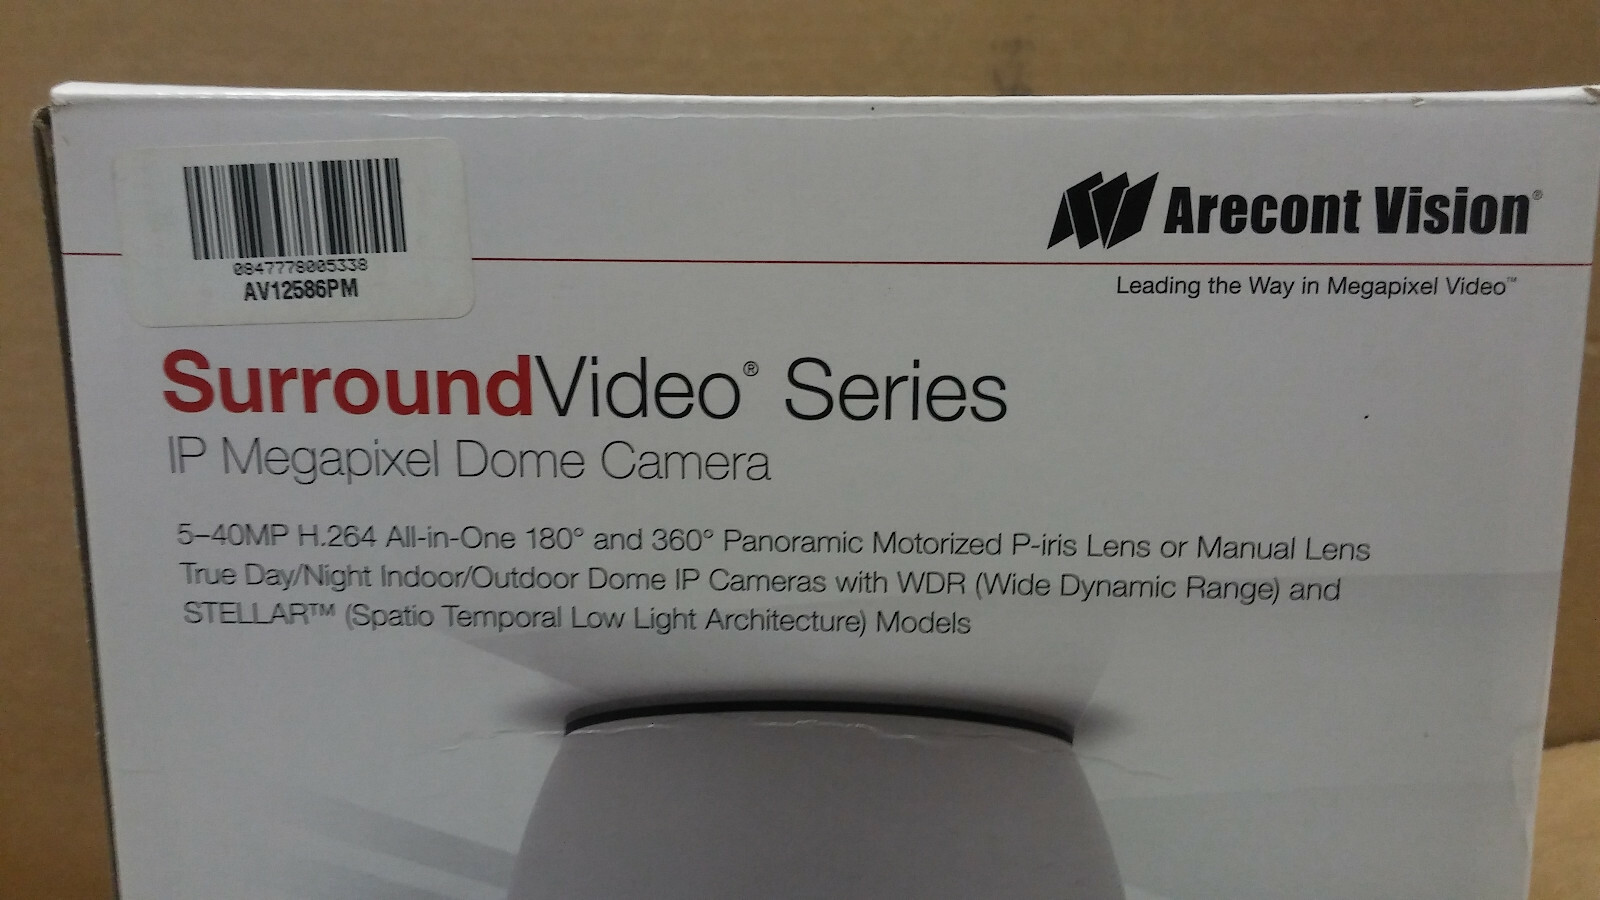 0847778005338
AV12586PM
Arecont Vision®
Leading the Way in Megapixel Video™
SurroundVideo® Series
IP Megapixel Dome Camera
5–40MP H.264 All-in-One 180° and 360° Panoramic Motorized P-iris Lens or Manual Lens
True Day/Night Indoor/Outdoor Dome IP Cameras with WDR (Wide Dynamic Range) and
STELLAR™ (Spatio Temporal Low Light Architecture) Models